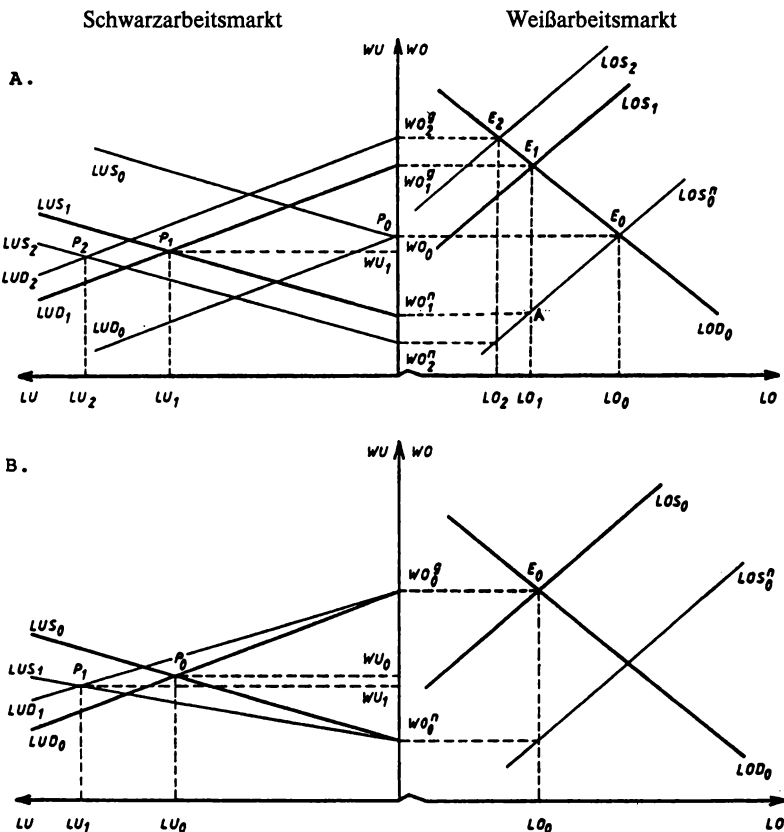 Schwarzarbeitsmarkt Weißarbeitsmarkt
A.
WU WO
LOS₂
LOS₁
E₂
WO₂ᵍ
E₁
LUS₀
WO₁ᵍ
LOS₀ⁿ
LUS₁
P₀
E₀
LUS₂
P₂
P₁
WO₀
WU₁
LUD₂
LUD₁
WO₁ⁿ
A
LUD₀
LOD₀
WO₂ⁿ
LU LU₂ LU₁ LO₂ LO₁ LO₀ LO
B.
WU WO
LOS₀
WO₀ᵍ
E₀
LOS₀ⁿ
LUS₀
P₀
WU₀
LUS₁
P₁
WU₁
LUD₁
WO₀ⁿ
LUD₀
LOD₀
LU LU₁ LU₀ LO₀ LO